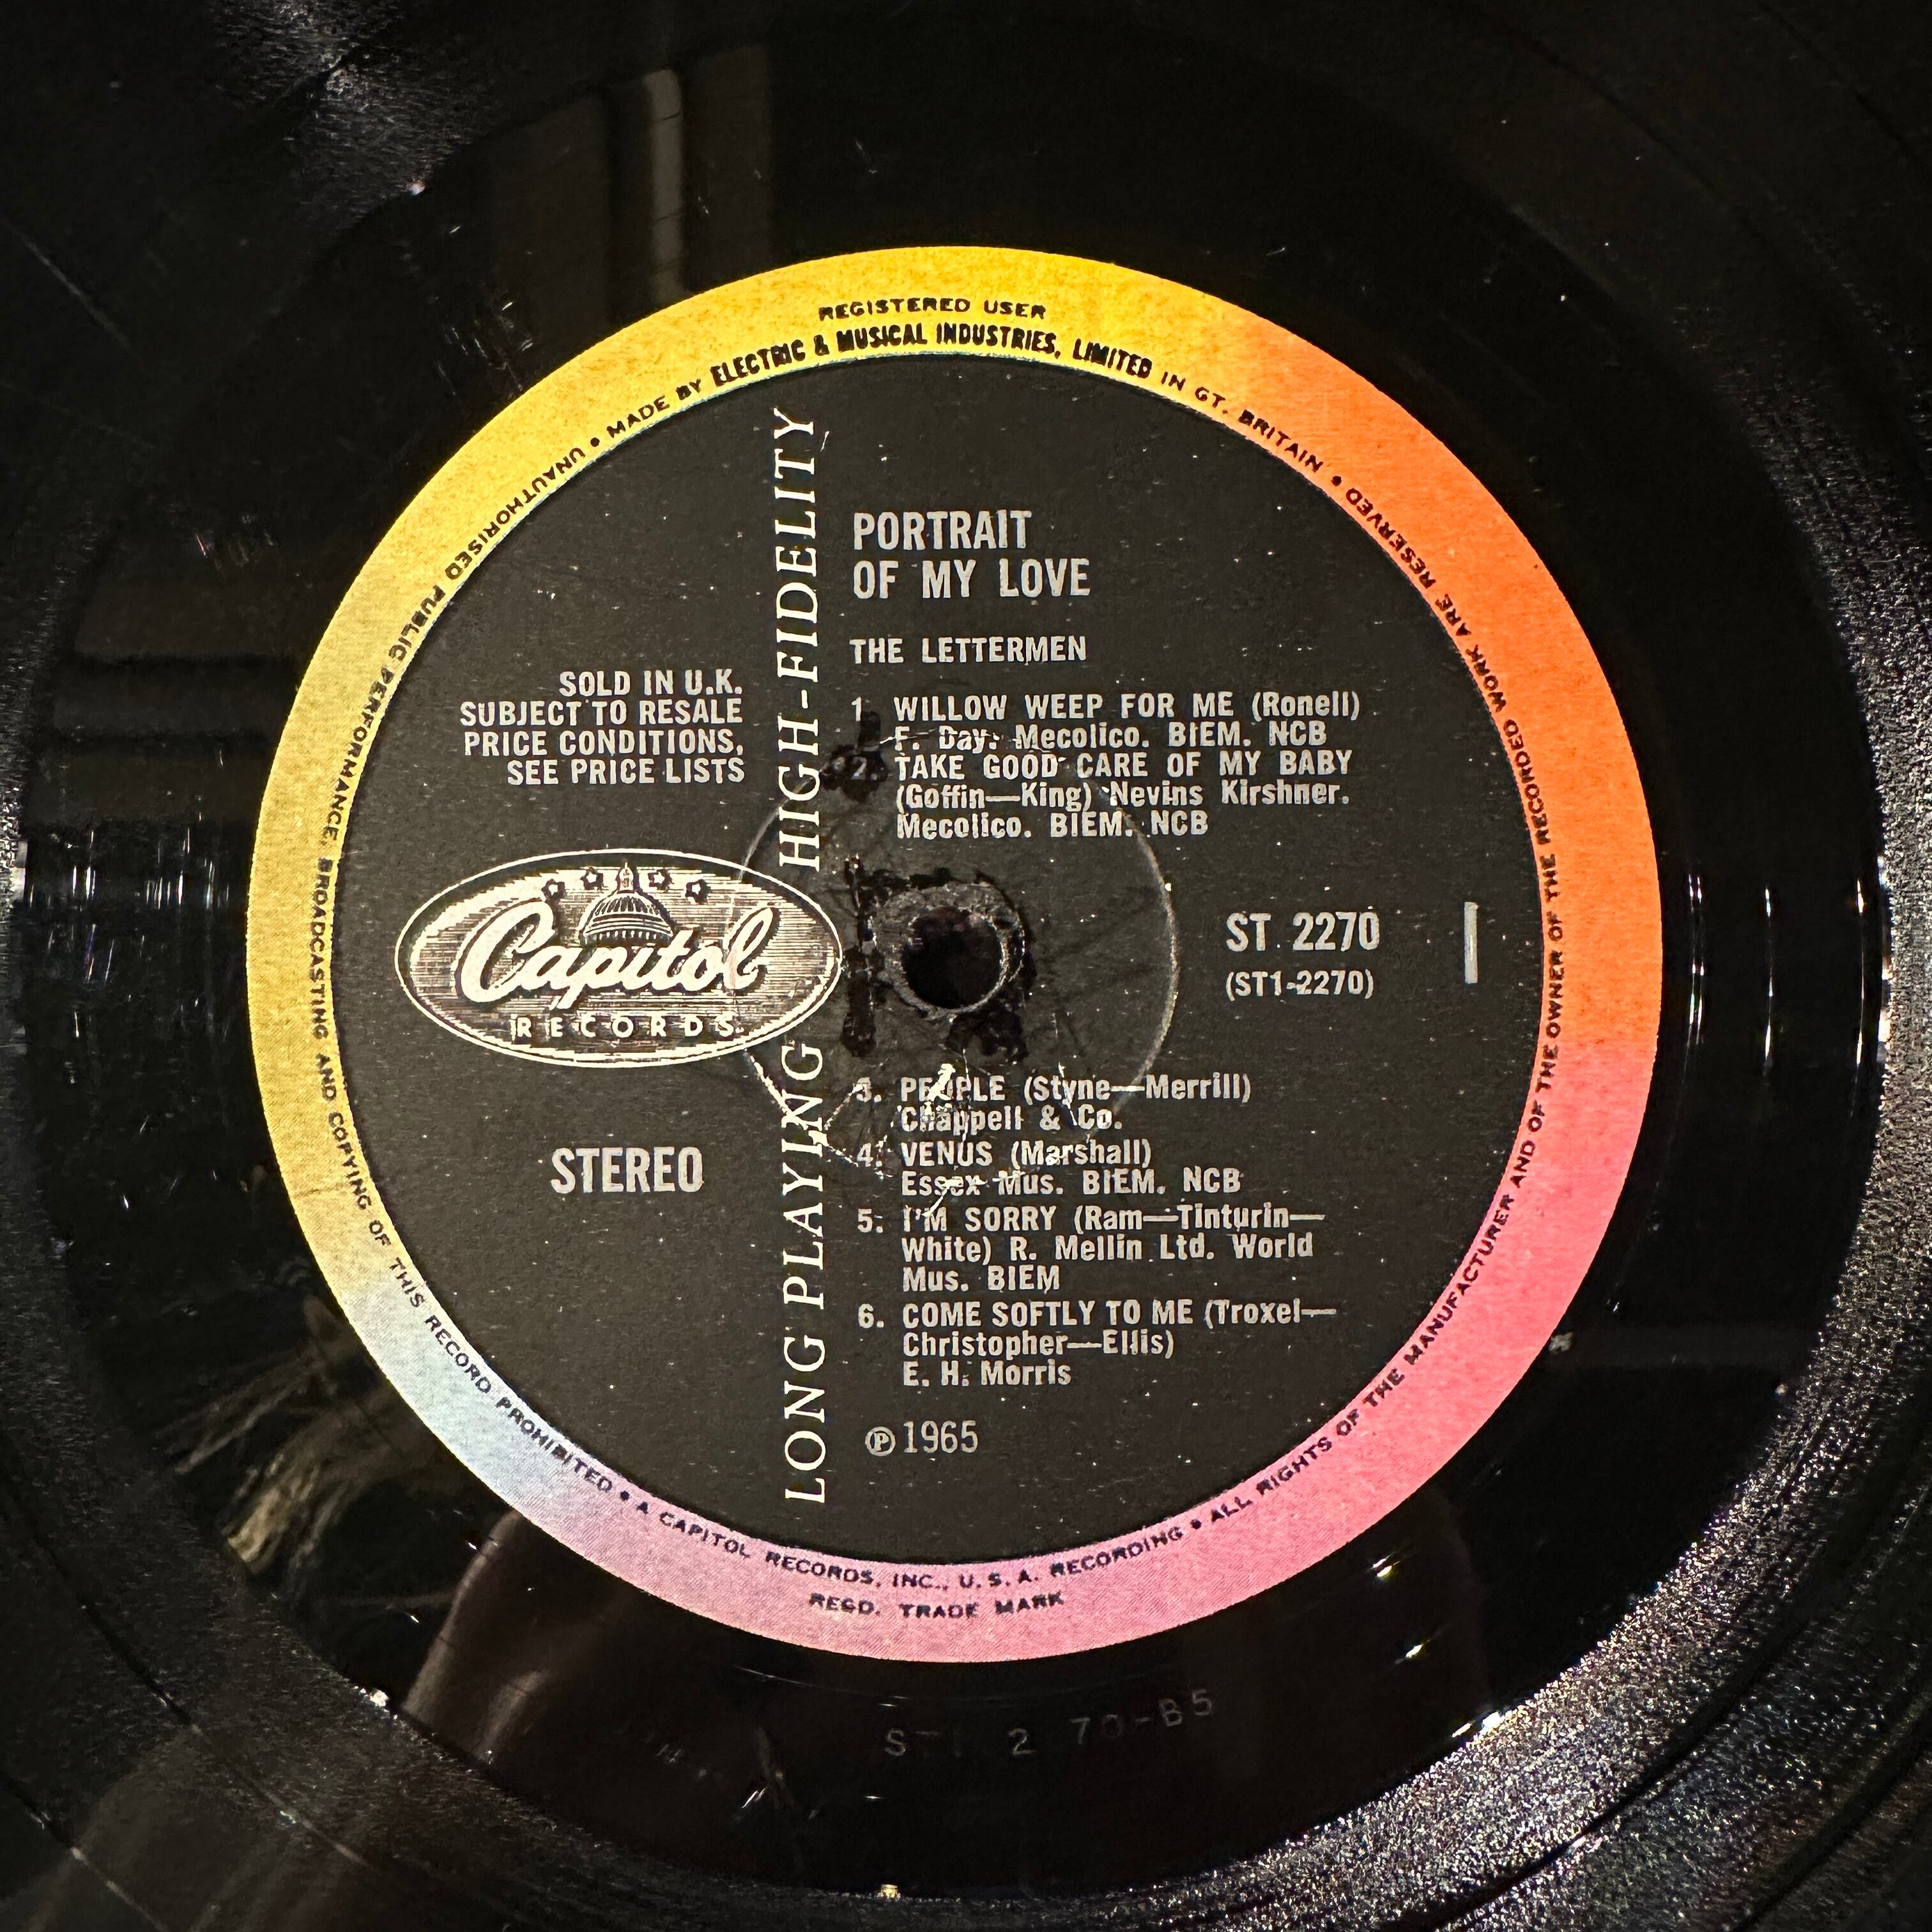 REGISTERED USER
MADE BY ELECTRIC & MUSICAL INDUSTRIES, LIMITED IN GT. BRITAIN • ALL RIGHTS OF THE MANUFACTURER AND OF THE OWNER OF THE RECORDED WORK ARE RESERVED • UNAUTHORISED PUBLIC PERFORMANCE, BROADCASTING AND COPYING OF THIS RECORD PROHIBITED •
A CAPITOL RECORDS, INC., U.S.A. RECORDING •
REGD. TRADE MARK
LONG PLAYING HIGH-FIDELITY
PORTRAIT
OF MY LOVE
THE LETTERMEN
SOLD IN U.K.
SUBJECT TO RESALE
PRICE CONDITIONS,
SEE PRICE LISTS
1. WILLOW WEEP FOR ME (Ronell)
F. Day. Mecolico. BIEM. NCB
2. TAKE GOOD CARE OF MY BABY
(Goffin—King) Nevins Kirshner.
Mecolico. BIEM. NCB
Capitol
RECORDS
ST 2270
(ST1-2270)
1
STEREO
3. PEOPLE (Styne—Merrill)
Chappell & Co.
4. VENUS (Marshall)
Essex Mus. BIEM. NCB
5. I'M SORRY (Ram—Tinturin—
White) R. Mellin Ltd. World
Mus. BIEM
6. COME SOFTLY TO ME (Troxel—
Christopher—Ellis)
E. H. Morris
℗1965
ST1 2 70-B5